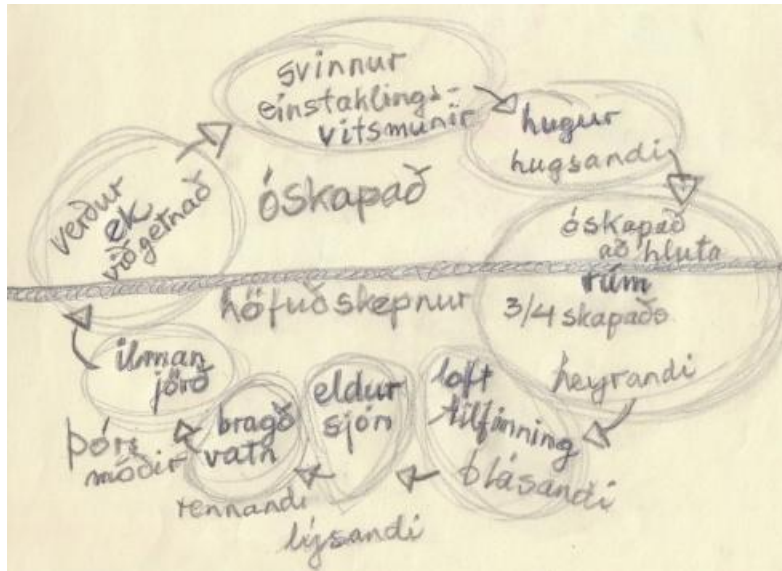 svinnur
einstaklings-
vitsmunir
hugur
hugsandi
verdur
ek
viðgetnað
óskapað
óskapað
að hluta
rúm
3/4 skapaðs
heyrandi
höfuðskepnur
ilman
jörð
þórs
móðir
bragð
vatn
rennandi
eldur
sjón
lýsandi
loft
tilfinning
blásandi